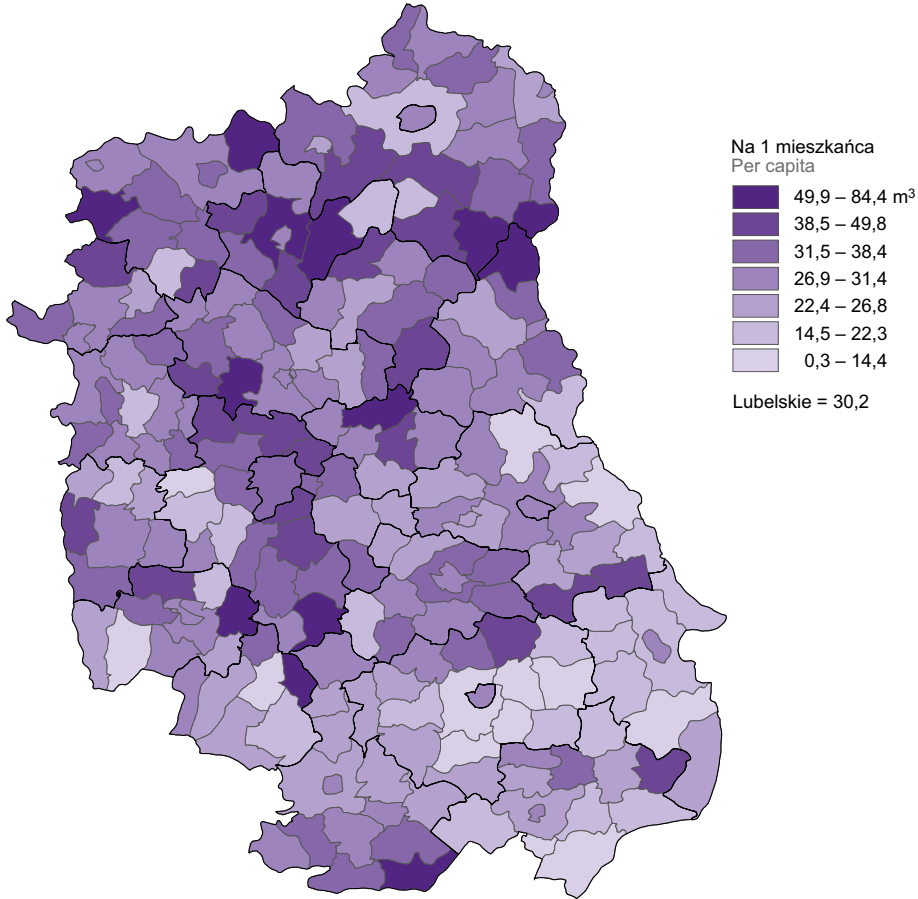 Na 1 mieszkańca
Per capita
49,9 – 84,4 m³
38,5 – 49,8
31,5 – 38,4
26,9 – 31,4
22,4 – 26,8
14,5 – 22,3
0,3 – 14,4
Lubelskie = 30,2